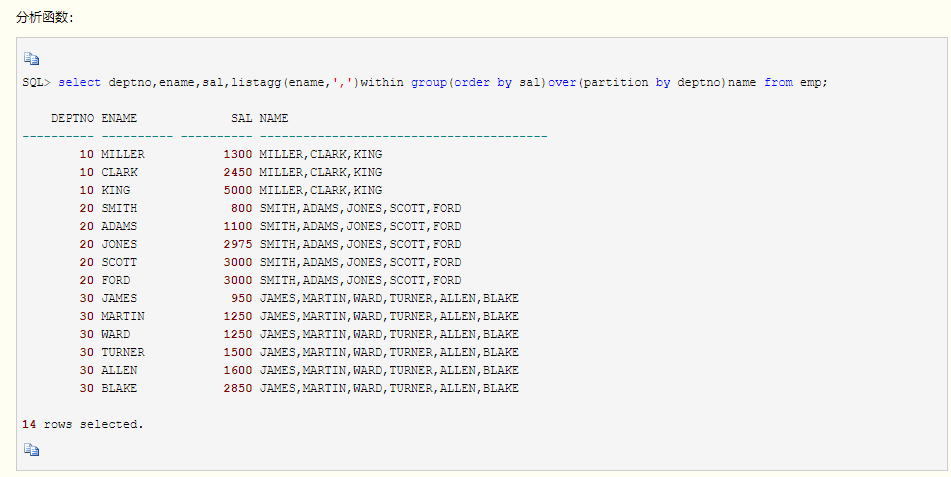 分析函数:
SQL> select deptno,ename,sal,listagg(ename,',')within group(order by sal)over(partition by deptno)name from emp;
    DEPTNO ENAME             SAL NAME
---------- ---------- ---------- ----------------------------------------
        10 MILLER           1300 MILLER,CLARK,KING
        10 CLARK            2450 MILLER,CLARK,KING
        10 KING             5000 MILLER,CLARK,KING
        20 SMITH             800 SMITH,ADAMS,JONES,SCOTT,FORD
        20 ADAMS            1100 SMITH,ADAMS,JONES,SCOTT,FORD
        20 JONES            2975 SMITH,ADAMS,JONES,SCOTT,FORD
        20 SCOTT            3000 SMITH,ADAMS,JONES,SCOTT,FORD
        20 FORD             3000 SMITH,ADAMS,JONES,SCOTT,FORD
        30 JAMES             950 JAMES,MARTIN,WARD,TURNER,ALLEN,BLAKE
        30 MARTIN           1250 JAMES,MARTIN,WARD,TURNER,ALLEN,BLAKE
        30 WARD             1250 JAMES,MARTIN,WARD,TURNER,ALLEN,BLAKE
        30 TURNER           1500 JAMES,MARTIN,WARD,TURNER,ALLEN,BLAKE
        30 ALLEN            1600 JAMES,MARTIN,WARD,TURNER,ALLEN,BLAKE
        30 BLAKE            2850 JAMES,MARTIN,WARD,TURNER,ALLEN,BLAKE
14 rows selected.